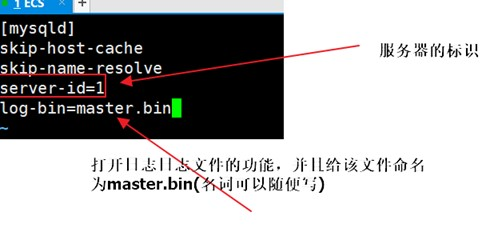 1 ECS
[mysqld]
skip-host-cache
skip-name-resolve
server-id=1
log-bin=master.bin
~
服务器的标识
打开日志日志文件的功能，并且给该文件命名
为master.bin(名词可以随便写)